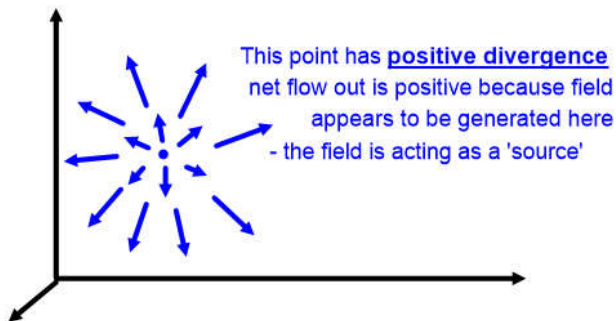 This point has positive divergence
net flow out is positive because field
appears to be generated here
- the field is acting as a 'source'